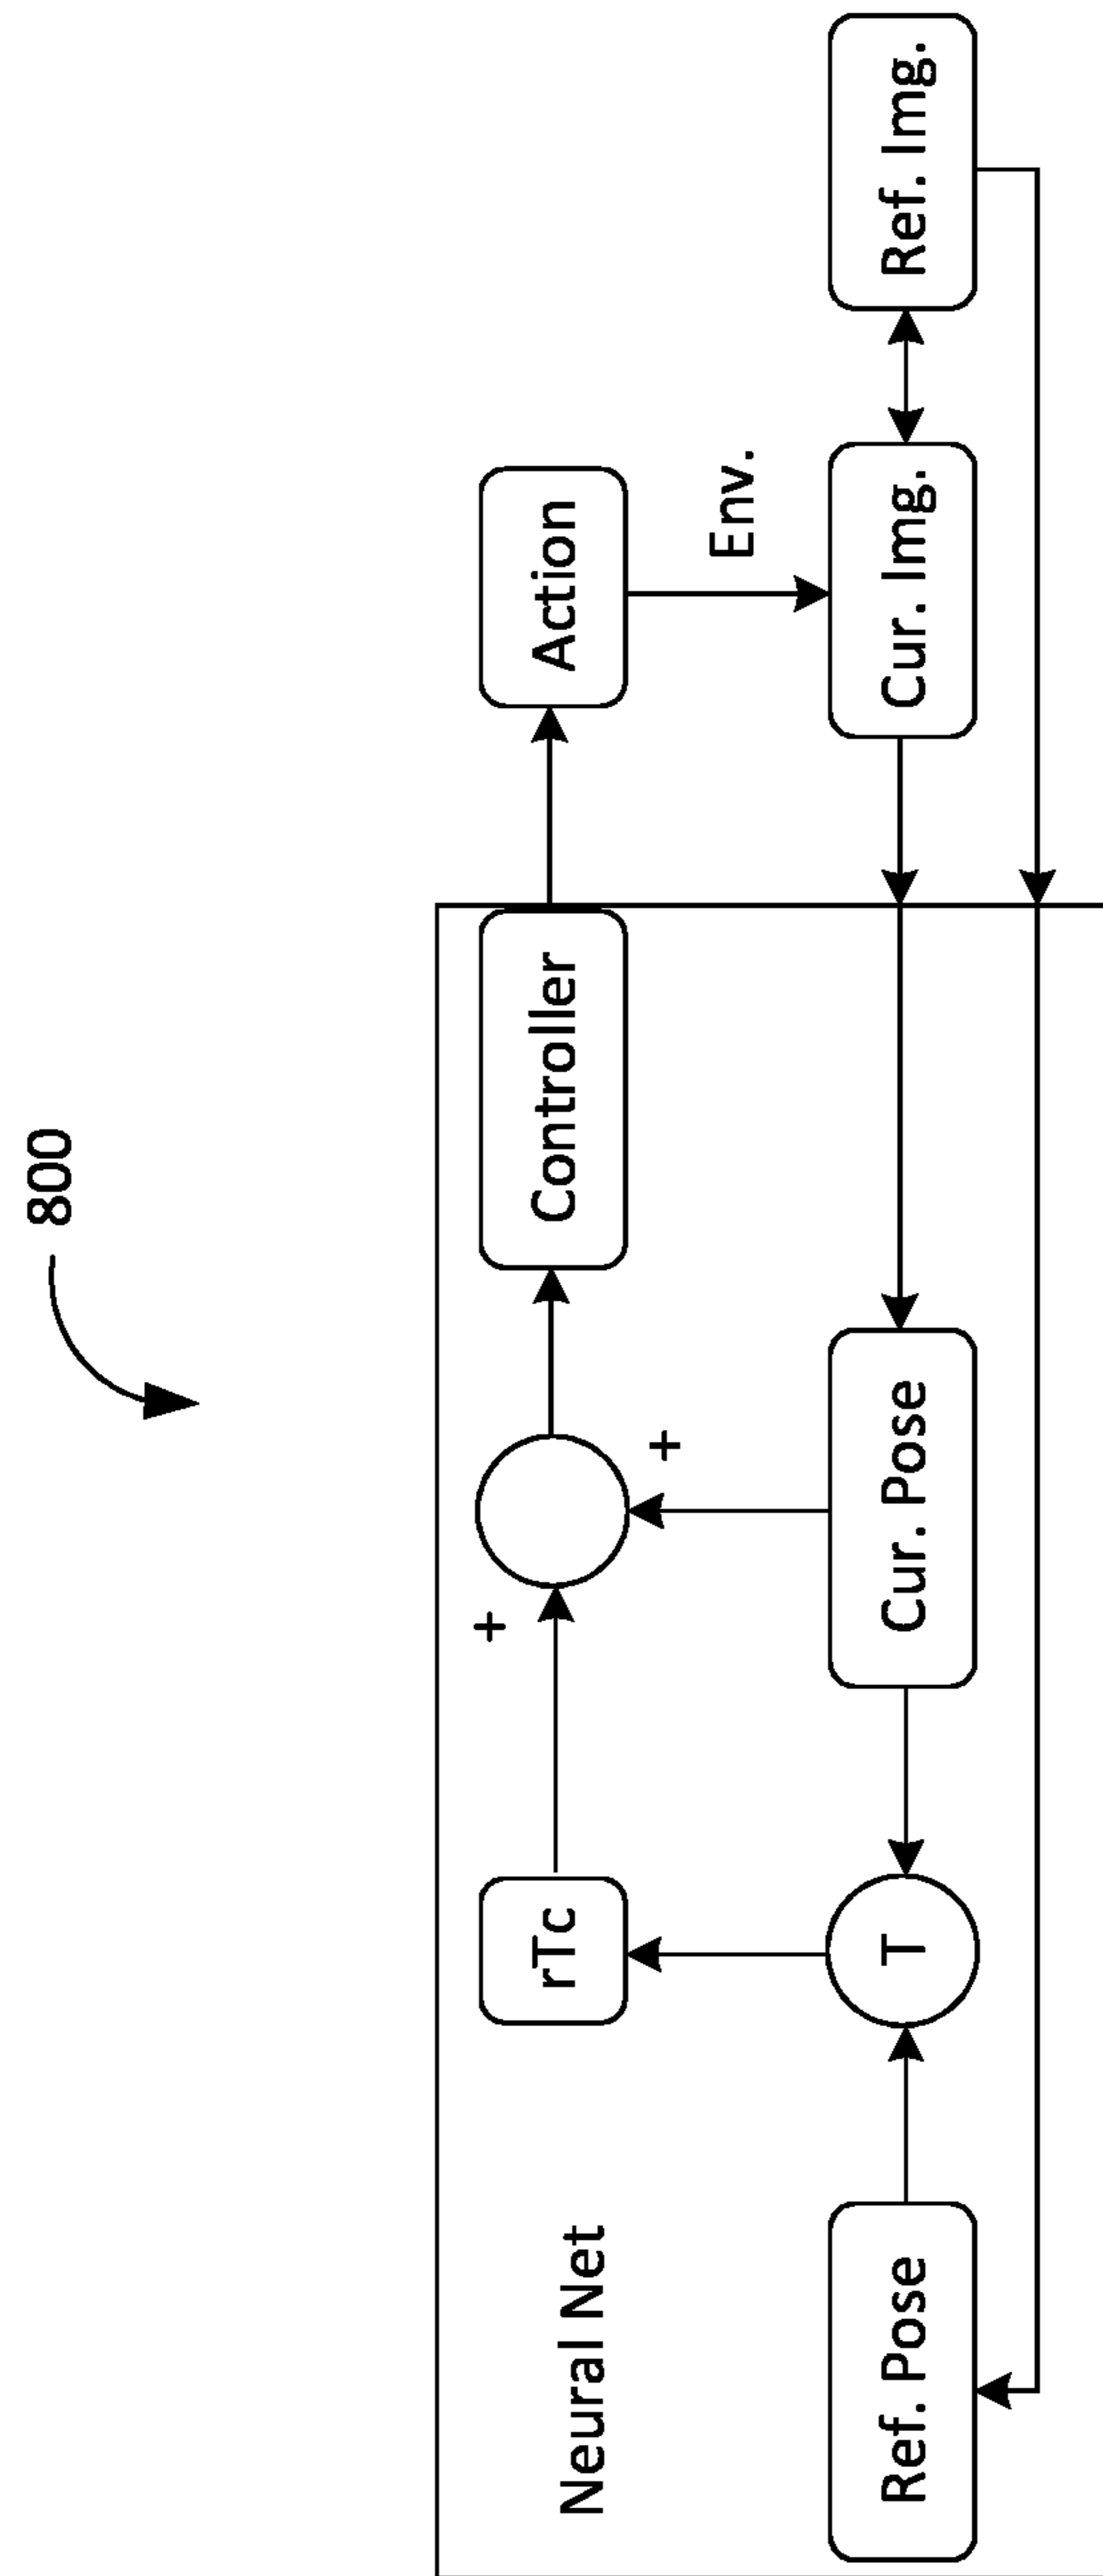 800
Neural Net
rTc
+
+
Controller
Action
Env.
Ref. Pose
T
Cur. Pose
Cur. Img.
Ref. Img.